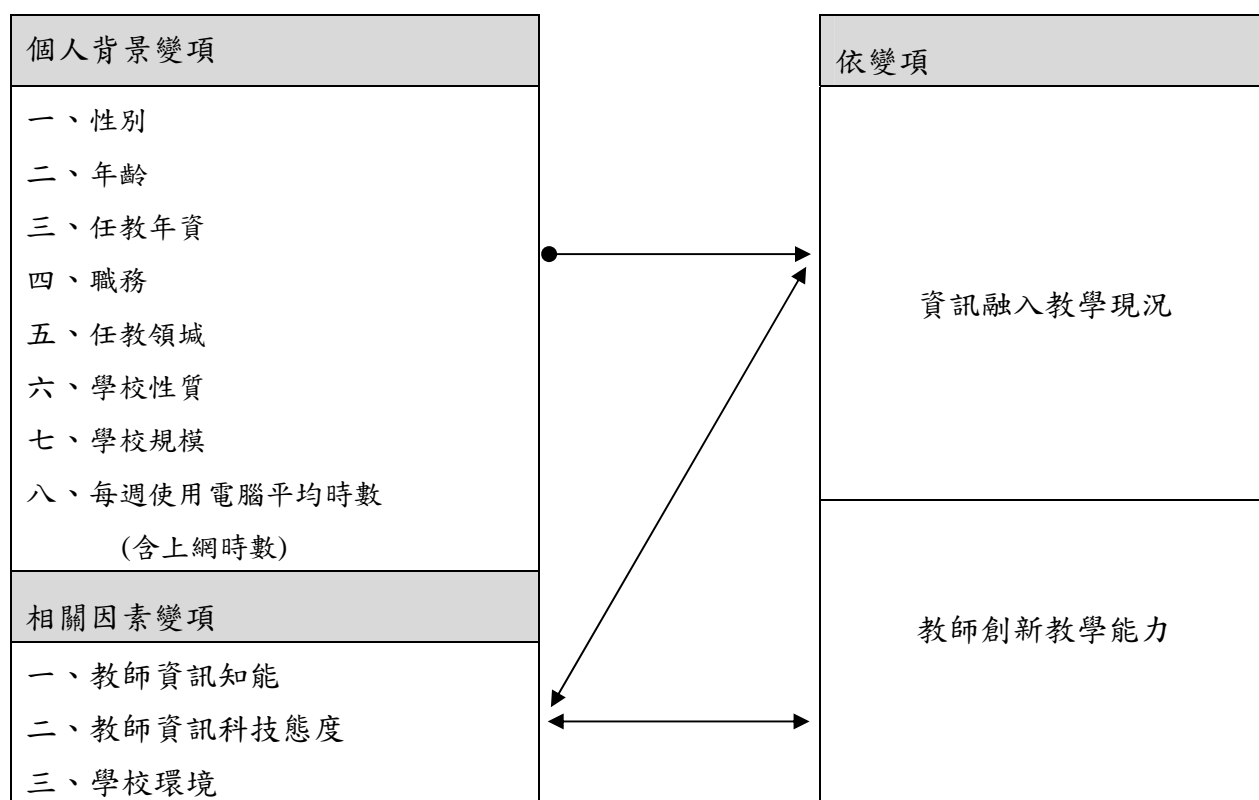 個人背景變項
一、性別
二、年齡
三、任教年資
四、職務
五、任教領域
六、學校性質
七、學校規模
八、每週使用電腦平均時數
(含上網時數)
相關因素變項
一、教師資訊知能
二、教師資訊科技態度
三、學校環境
依變項
資訊融入教學現況
教師創新教學能力